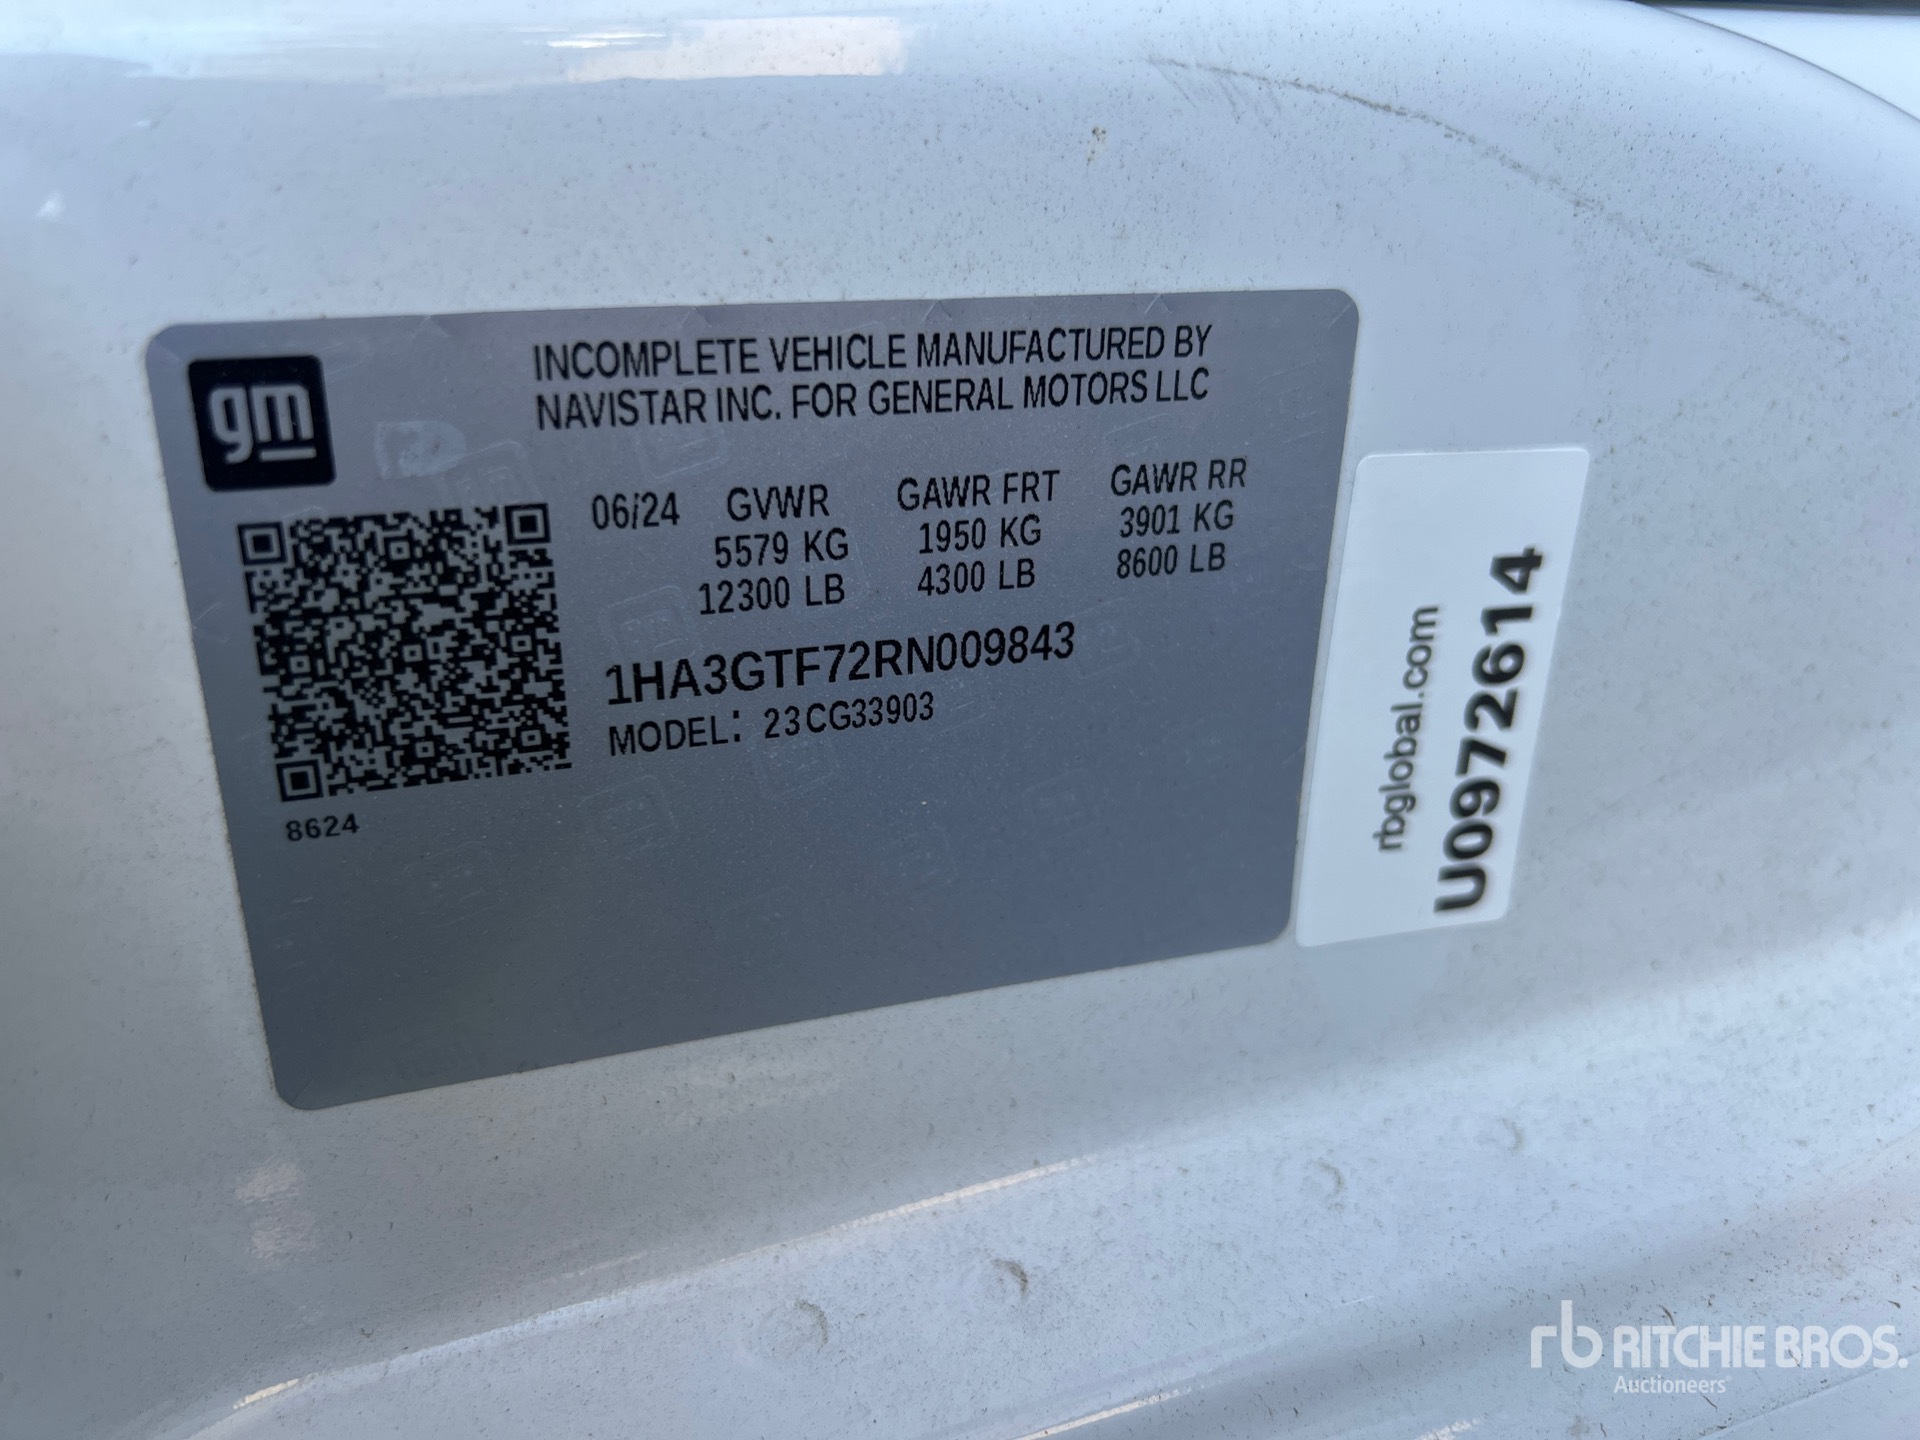 gm
INCOMPLETE VEHICLE MANUFACTURED BY
NAVISTAR INC. FOR GENERAL MOTORS LLC
06/24 GVWR GAWR FRT GAWR RR
5579 KG 1950 KG 3901 KG
12300 LB 4300 LB 8600 LB
1HA3GTF72RN009843
MODEL: 23CG33903
8624
rbglobal.com
U0972614
rb RITCHIE BROS.
Auctioneers